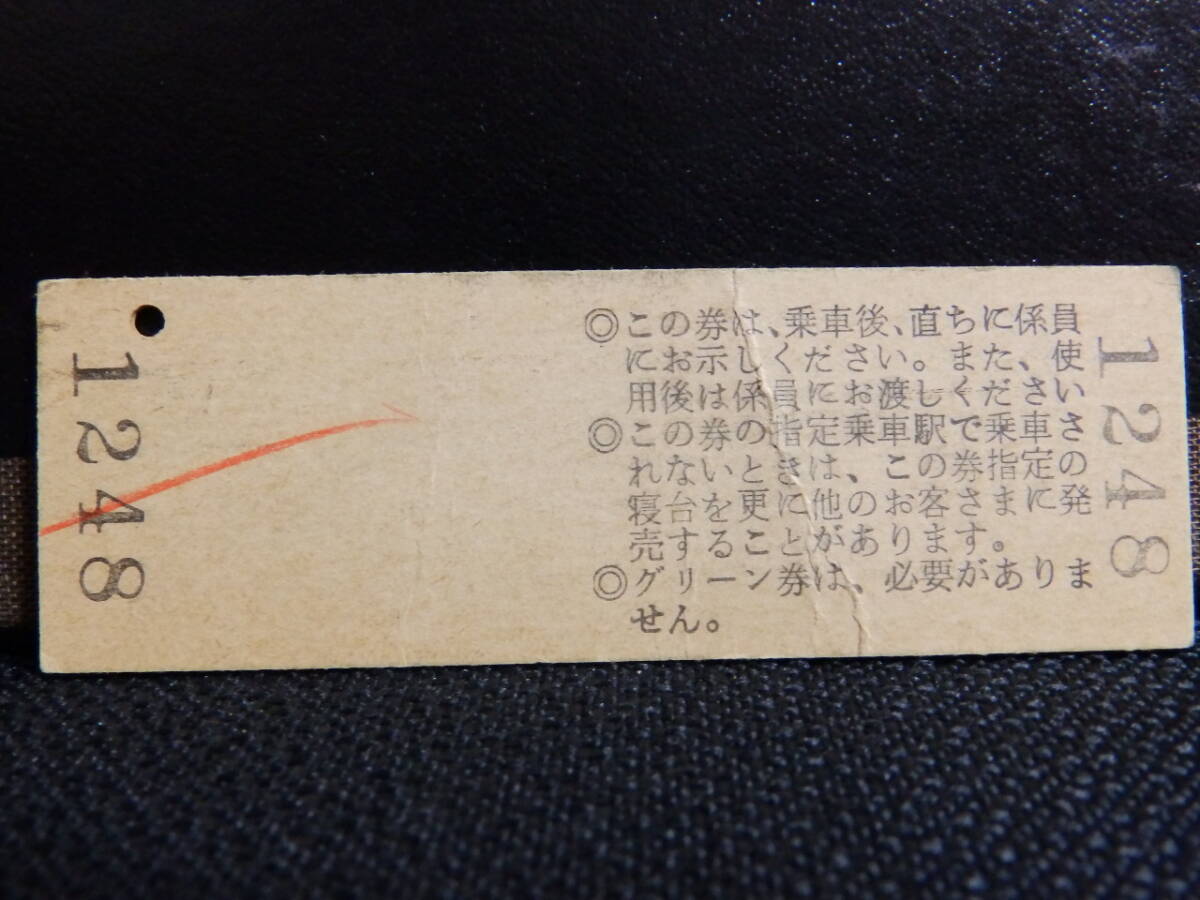 1248
◎この券は、乗車後、直ちに係員
にお示しください。また、使
用後は係員にお渡しください
◎この券の指定乗車駅で乗車さ
れないときは、この券指定の
寝台を更に他のお客さまに発
売することがあります。
◎グリーン券は、必要がありま
せん。
1248